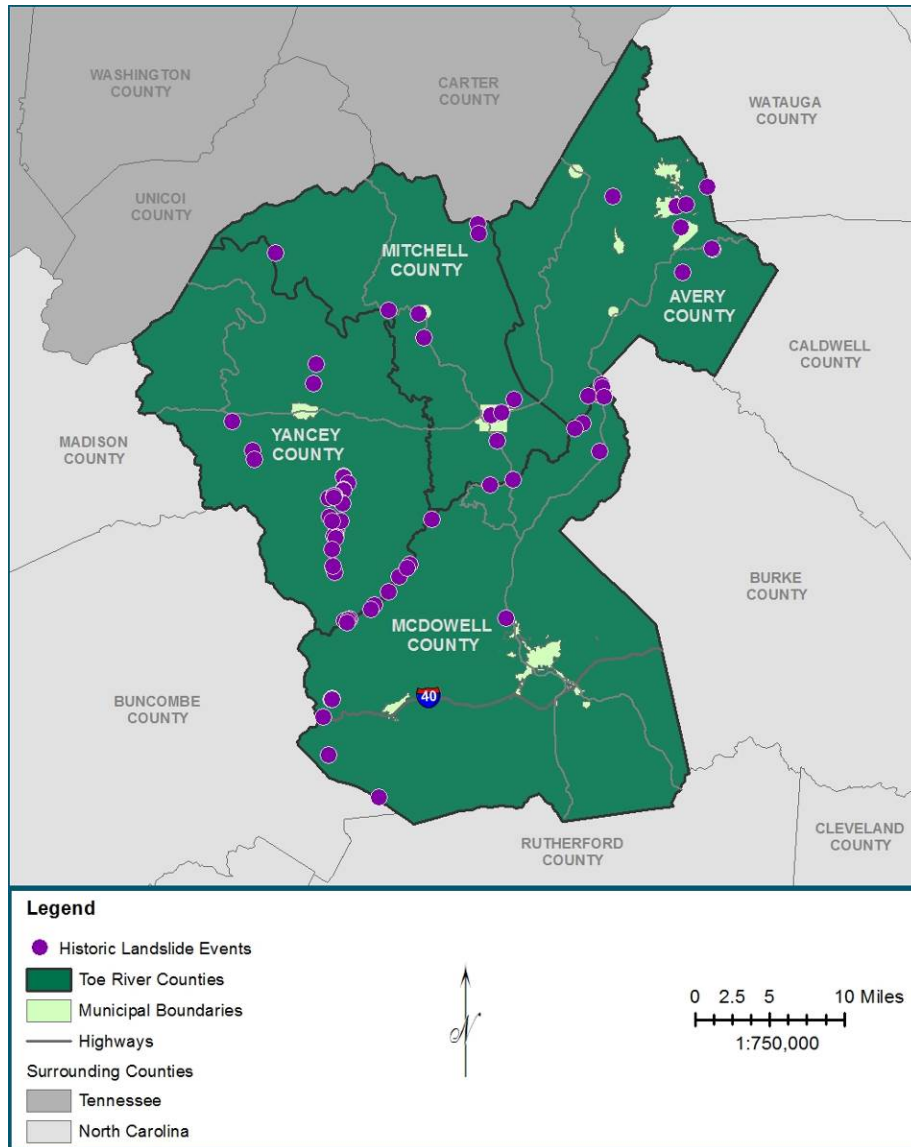 WASHINGTON
COUNTY
CARTER
COUNTY
WATAUGA
COUNTY
UNICOI
COUNTY
MITCHELL
COUNTY
AVERY
COUNTY
CALDWELL
COUNTY
MADISON
COUNTY
YANCEY
COUNTY
BURKE
COUNTY
MCDOWELL
COUNTY
BUNCOMBE
COUNTY
40
RUTHERFORD
COUNTY
CLEVELAND
COUNTY
Legend
Historic Landslide Events
Toe River Counties
Municipal Boundaries
Highways
Surrounding Counties
Tennessee
North Carolina
N
0 2.5 5 10 Miles
1:750,000